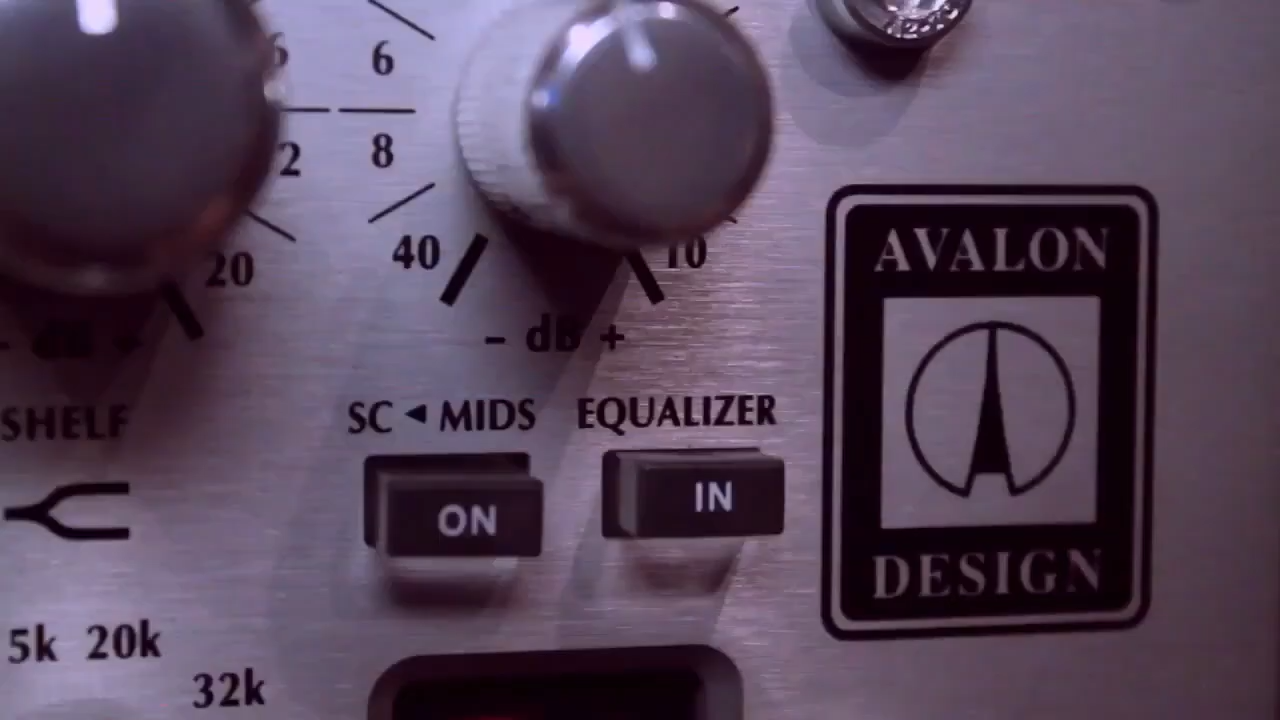 6
6
8
2
40
10
20
- dB +
- dB +
SHELF
SC ◄ MIDS
EQUALIZER
ON
IN
5k 20k
32k
AVALON
DESIGN